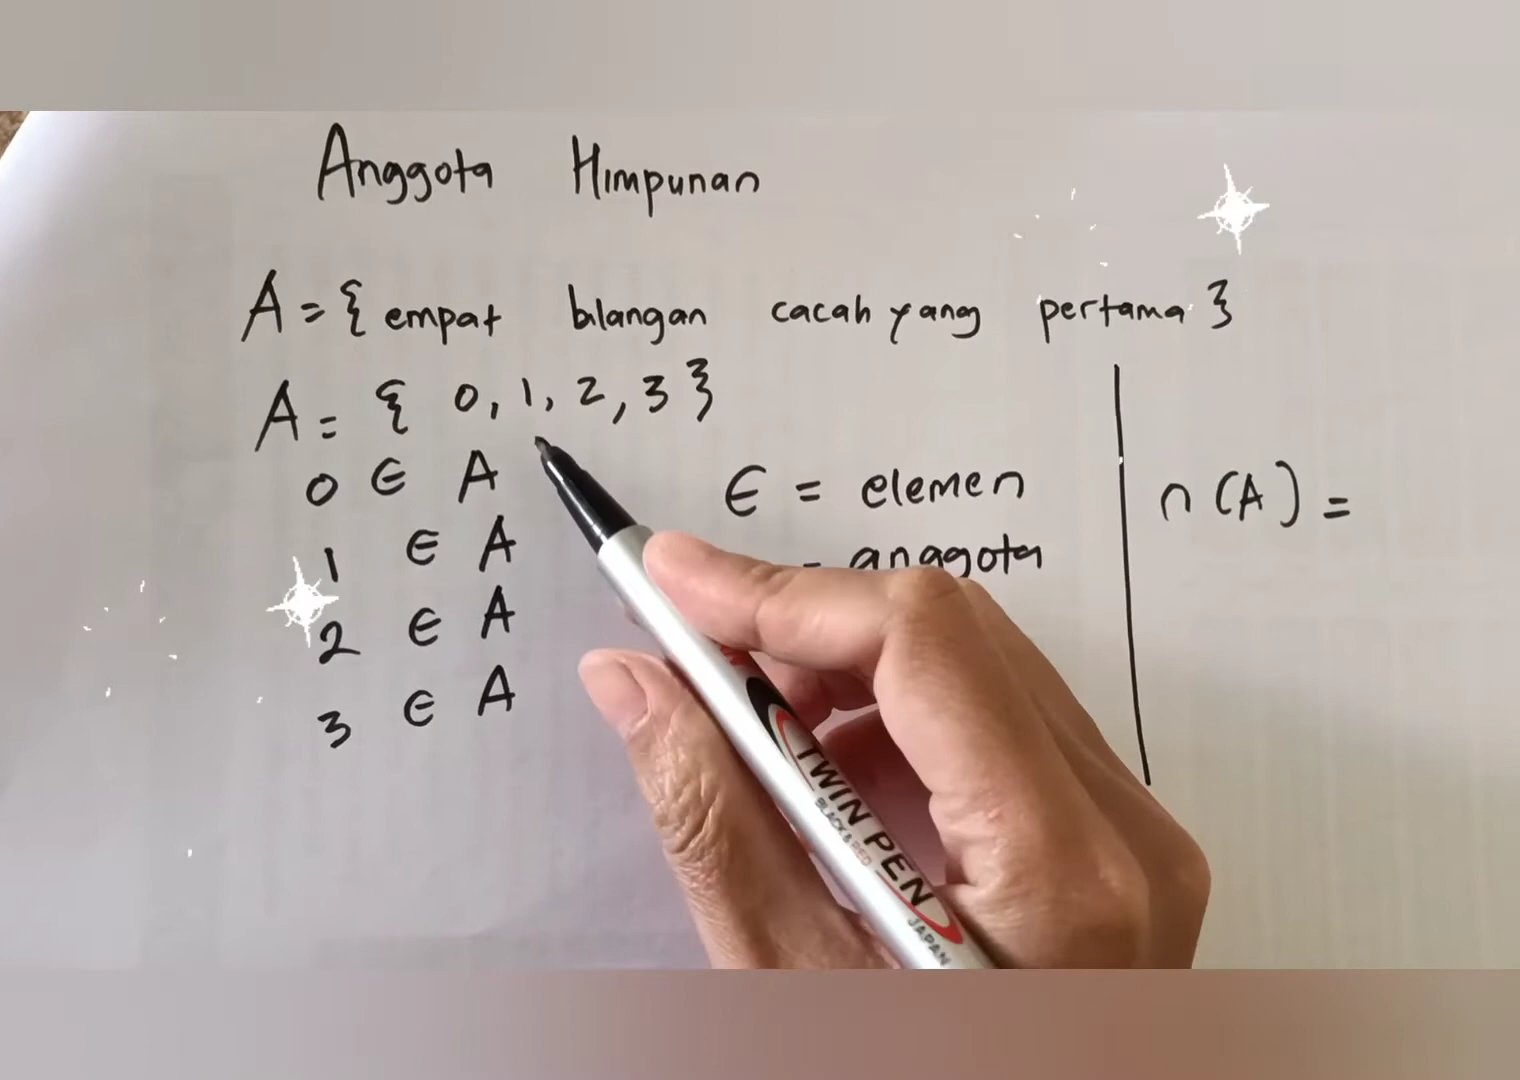 Anggota Himpunan
A = { empat bilangan cacah yang pertama }
A = { 0, 1, 2, 3 }
0 ∈ A
1 ∈ A
2 ∈ A
3 ∈ A
∈ = elemen
= anggota
n (A) =
TWIN PEN
BLACK & RED
JAPAN